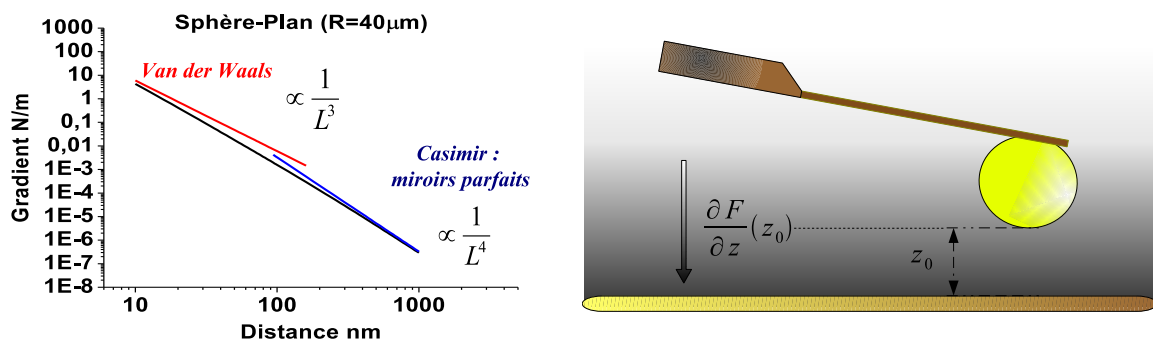 Sphère-Plan (R=40μm)
Gradient N/m
1000
100
10
1
0,1
0,01
1E-3
1E-4
1E-5
1E-6
1E-7
1E-8
Van der Waals
∝ 1/L³
Casimir :
miroirs parfaits
∝ 1/L⁴
10
100
1000
Distance nm
∂F/∂z (z₀)
z₀